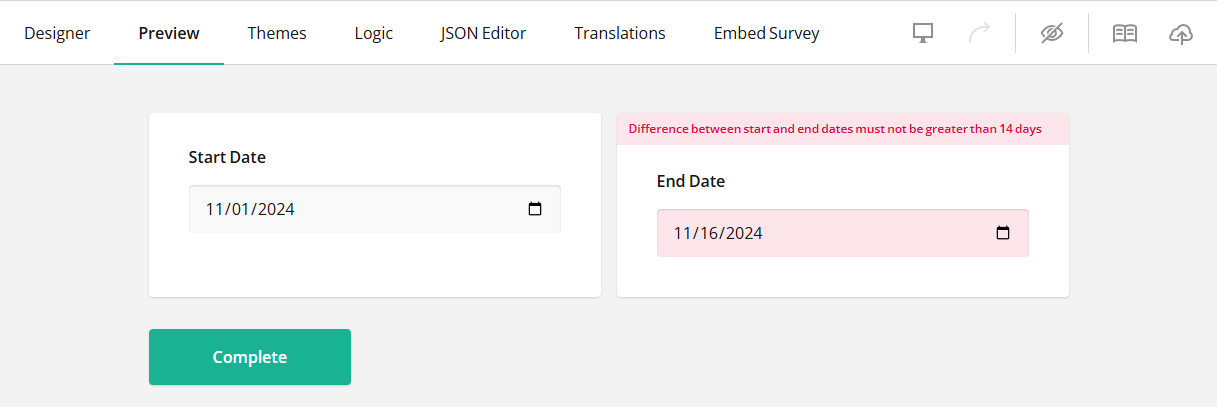 Designer Preview Themes Logic JSON Editor Translations Embed Survey
Start Date
11/01/2024
Difference between start and end dates must not be greater than 14 days
End Date
11/16/2024
Complete